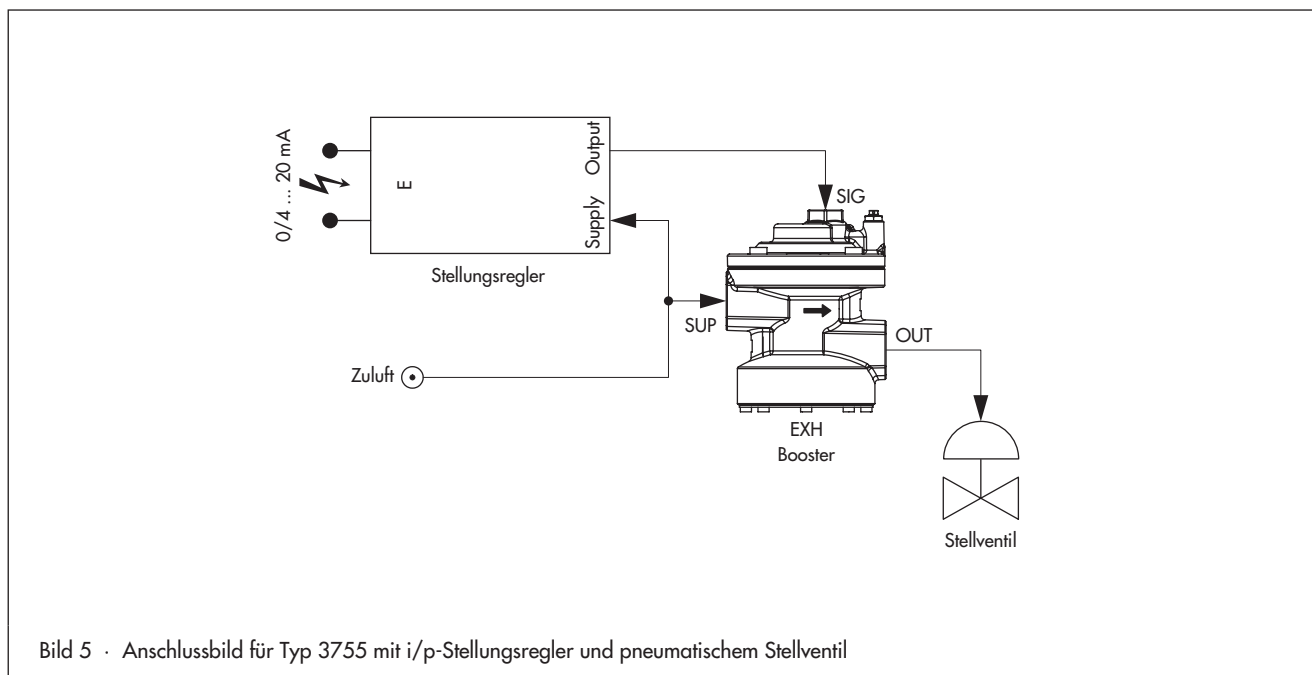 0/4 ... 20 mA
E
Output
Supply
Stellungsregler
SIG
SUP
OUT
Zuluft
EXH
Booster
Stellventil
Bild 5 · Anschlussbild für Typ 3755 mit i/p-Stellungsregler und pneumatischem Stellventil